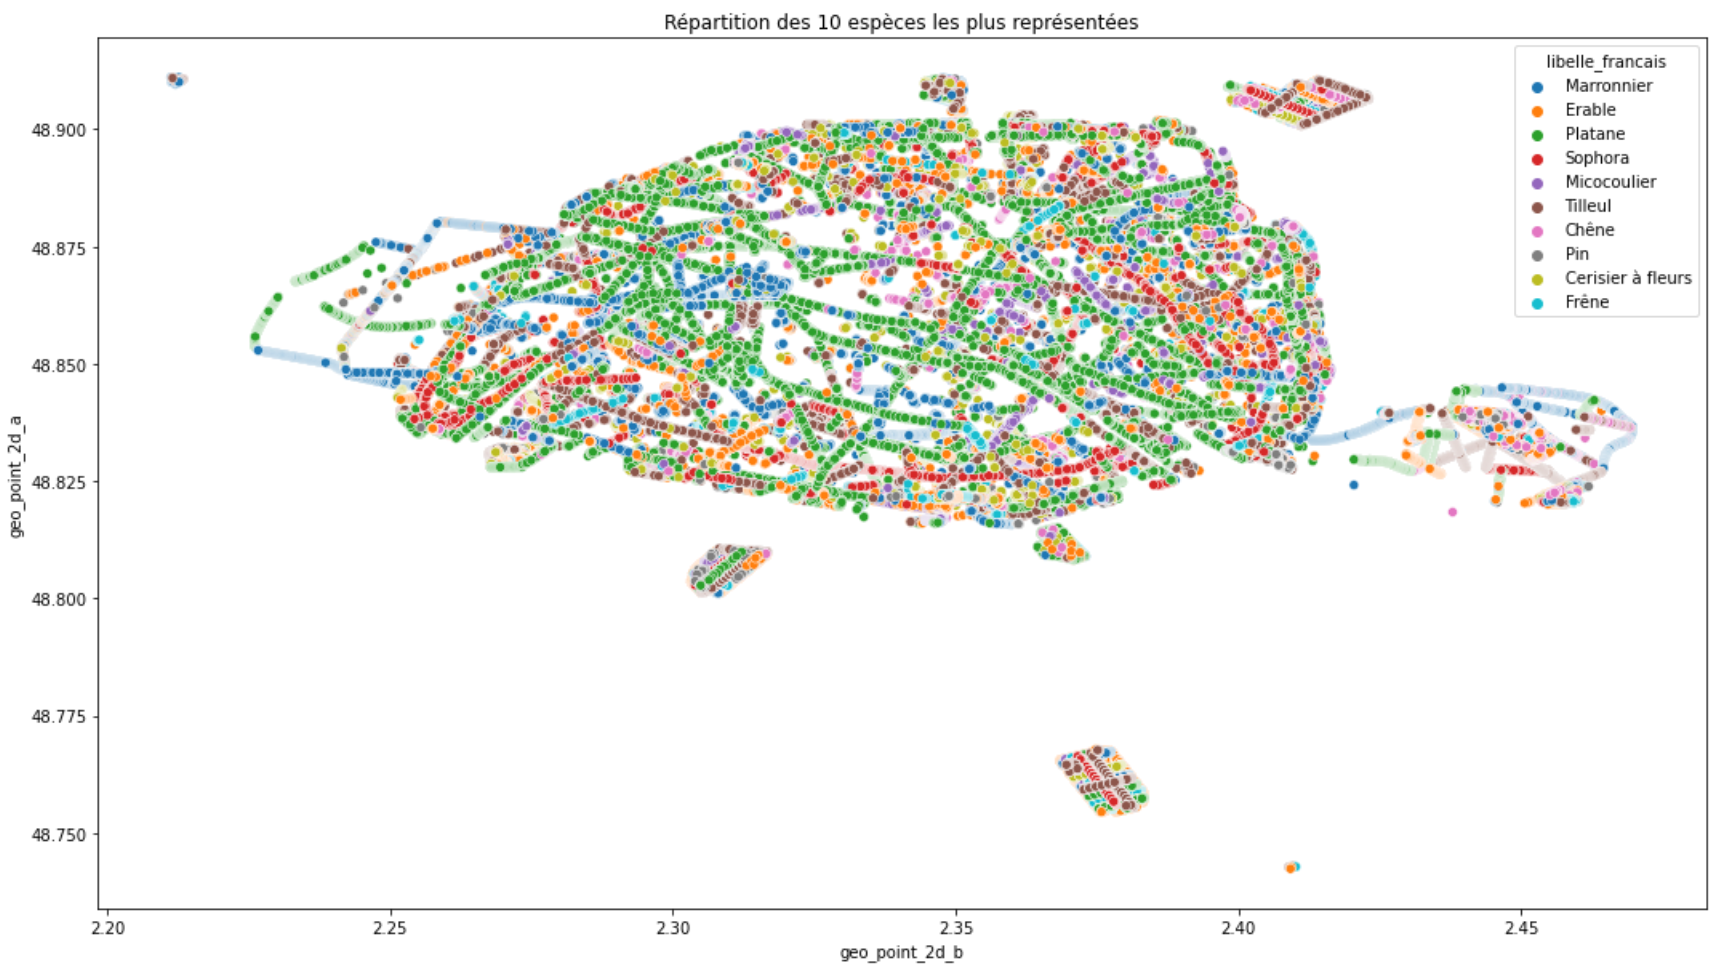 Répartition des 10 espèces les plus représentées
libelle_francais
Marronnier
Erable
Platane
Sophora
Micocoulier
Tilleul
Chêne
Pin
Cerisier à fleurs
Frêne
geo_point_2d_a
48.900
48.875
48.850
48.825
48.800
48.775
48.750
2.20 2.25 2.30 2.35 2.40 2.45
geo_point_2d_b